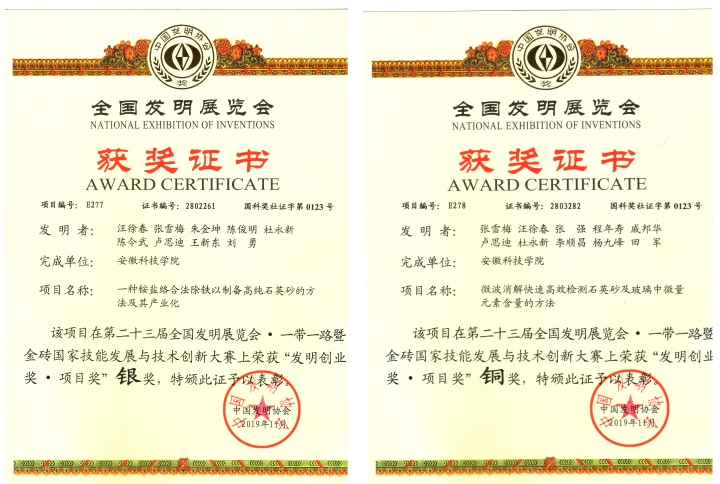 中国发明协会
奖
全国发明展览会
NATIONAL EXHIBITION OF INVENTIONS
获奖证书
AWARD CERTIFICATE
项目编号： E277 证书编号：2802261 国科奖社证字第0123号
发 明 者： 汪徐春 张雪梅 朱金坤 陈俊明 杜永新
陈令武 卢思迪 王新东 刘 勇
完成单位： 安徽科技学院
项目名称： 一种铵盐络合法除铁以制备高纯石英砂的方
法及其产业化
该项目在第二十三届全国发明展览会·一带一路暨
金砖国家技能发展与技术创新大赛上荣获“发明创业
奖·项目奖”银奖，特颁此证予以表彰。
中国发明协会
中国发明协会
2019年11月
中国发明协会
奖
全国发明展览会
NATIONAL EXHIBITION OF INVENTIONS
获奖证书
AWARD CERTIFICATE
项目编号： E278 证书编号：2803282 国科奖社证字第0123号
发 明 者： 张雪梅 汪徐春 张 强 程年寿 戚邦华
卢思迪 杜永新 李顺昌 杨九峰 田 军
完成单位： 安徽科技学院
项目名称： 微波消解快速高效检测石英砂及玻璃中微量
元素含量的方法
该项目在第二十三届全国发明展览会·一带一路暨
金砖国家技能发展与技术创新大赛上荣获“发明创业
奖·项目奖”铜奖，特颁此证予以表彰。
中国发明协会
中国发明协会
2019年11月